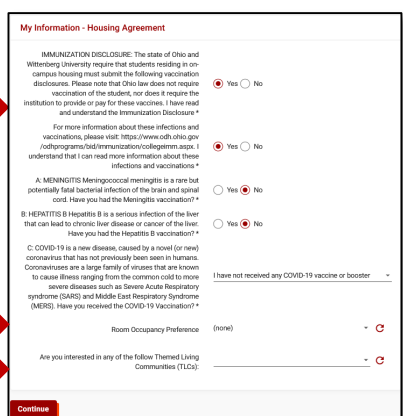 My Information - Housing Agreement
IMMUNIZATION DISCLOSURE: The state of Ohio and
Wittenberg University require that students residing in on-
campus housing must submit the following vaccination
disclosures. Please note that Ohio law does not require
vaccination of the student, nor does it require the
institution to provide or pay for these vaccines. I have read
and understand the Immunization Disclosure *
Yes No
For more information about these infections and
vaccinations, please visit: https://www.odh.ohio.gov
/odhprograms/bid/immunization/collegeimm.aspx. I
understand that I can read more information about these
infections and vaccinations *
Yes No
A: MENINGITIS Meningococcal meningitis is a rare but
potentially fatal bacterial infection of the brain and spinal
cord. Have you had the Meningitis vaccination? *
Yes No
B: HEPATITIS B Hepatitis B is a serious infection of the liver
that can lead to chronic liver disease or cancer of the liver.
Have you had the Hepatitis B vaccination? *
Yes No
C: COVID-19 is a new disease, caused by a novel (or new)
coronavirus that has not previously been seen in humans.
Coronaviruses are a large family of viruses that are known
to cause illness ranging from the common cold to more
severe diseases such as Severe Acute Respiratory
syndrome (SARS) and Middle East Respiratory Syndrome
(MERS). Have you received the COVID-19 Vaccination? *
I have not received any COVID-19 vaccine or booster
Room Occupancy Preference
(none)
Are you interested in any of the follow Themed Living
Communities (TLCs):
Continue